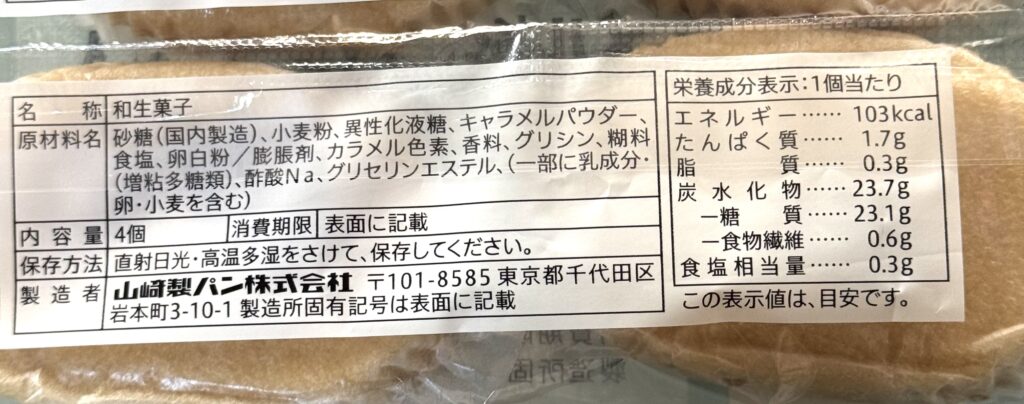 名称 和生菓子
原材料名 砂糖(国内製造)、小麦粉、異性化液糖、キャラメルパウダー、
食塩、卵白粉/膨脹剤、カラメル色素、香料、グリシン、糊料
(増粘多糖類)、酢酸Na、グリセリンエステル、(一部に乳成分・
卵・小麦を含む)
内容量 4個 消費期限 表面に記載
保存方法 直射日光・高温多湿をさけて、保存してください。
製造者 山崎製パン株式会社 〒101-8585 東京都千代田区
岩本町3-10-1 製造所固有記号は表面に記載
栄養成分表示:1個当たり
エネルギー…… 103kcal
たんぱく質…… 1.7g
脂質…… 0.3g
炭水化物…… 23.7g
―糖質…… 23.1g
―食物繊維…… 0.6g
食塩相当量…… 0.3g
この表示値は、目安です。
製造所固